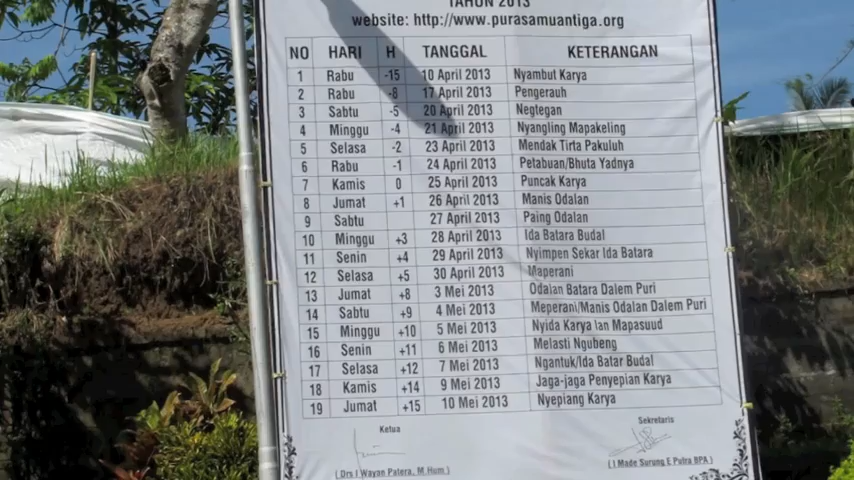 TAHUN 2013
website: http://www.purasamuantiga.org
NO HARI H TANGGAL KETERANGAN
1 Rabu -15 10 April 2013 Nyambut Karya
2 Rabu -8 17 April 2013 Pengerauh
3 Sabtu -5 20 April 2013 Negtegan
4 Minggu -4 21 April 2013 Nyangling Mapakeling
5 Selasa -2 23 April 2013 Mendak Tirta Pakuluh
6 Rabu -1 24 April 2013 Petabuan/Bhuta Yadnya
7 Kamis 0 25 April 2013 Puncak Karya
8 Jumat +1 26 April 2013 Manis Odalan
9 Sabtu 27 April 2013 Paing Odalan
10 Minggu +3 28 April 2013 Ida Batara Budal
11 Senin +4 29 April 2013 Nyimpen Sekar Ida Batara
12 Selasa +5 30 April 2013 Maperani
13 Jumat +8 3 Mei 2013 Odalan Batara Dalem Puri
14 Sabtu +9 4 Mei 2013 Meperani/Manis Odalan Dalem Puri
15 Minggu +10 5 Mei 2013 Nyida Karya lan Mapasuud
16 Senin +11 6 Mei 2013 Melasti Ngubeng
17 Selasa +12 7 Mei 2013 Ngantuk/Ida Batar Budal
18 Kamis +14 9 Mei 2013 Jaga-jaga Penyepian Karya
19 Jumat +15 10 Mei 2013 Nyepiang Karya
Ketua Sekretaris
( Drs I Wayan Patera, M.Hum ) ( I Made Surung E Putra BPA )